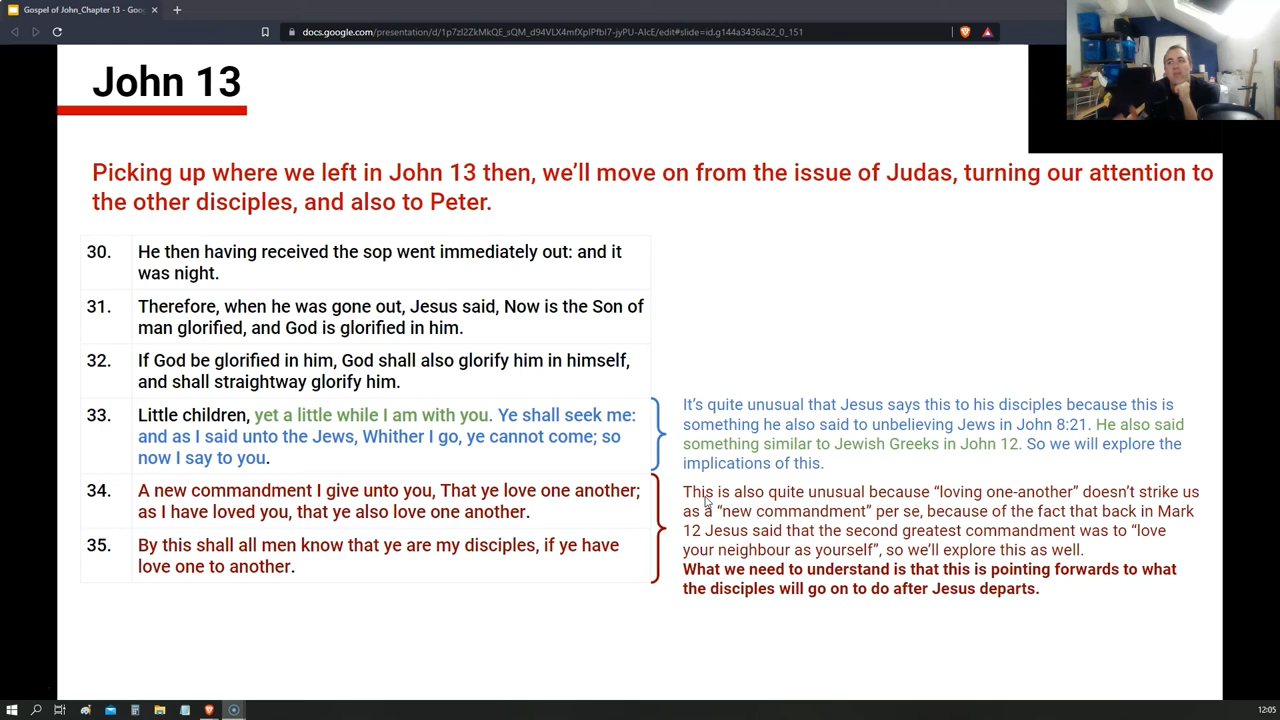 Gospel of John_Chapter 13 - Goo
docs.google.com/presentation/d/1p7zI2ZkMkQE_sQM_d94VLX4mfXpIPfbI7-jyPU-AIcE/edit#slide=id.g144a3436a22_0_151
John 13
Picking up where we left in John 13 then, we'll move on from the issue of Judas, turning our attention to
the other disciples, and also to Peter.
30. He then having received the sop went immediately out: and it
was night.
31. Therefore, when he was gone out, Jesus said, Now is the Son of
man glorified, and God is glorified in him.
32. If God be glorified in him, God shall also glorify him in himself,
and shall straightway glorify him.
33. Little children, yet a little while I am with you. Ye shall seek me:
and as I said unto the Jews, Whither I go, ye cannot come; so
now I say to you.
It's quite unusual that Jesus says this to his disciples because this is
something he also said to unbelieving Jews in John 8:21. He also said
something similar to Jewish Greeks in John 12. So we will explore the
implications of this.
34. A new commandment I give unto you, That ye love one another;
as I have loved you, that ye also love one another.
35. By this shall all men know that ye are my disciples, if ye have
love one to another.
This is also quite unusual because “loving one-another” doesn't strike us
as a “new commandment” per se, because of the fact that back in Mark
12 Jesus said that the second greatest commandment was to “love
your neighbour as yourself”, so we'll explore this as well.
What we need to understand is that this is pointing forwards to what
the disciples will go on to do after Jesus departs.
12:05